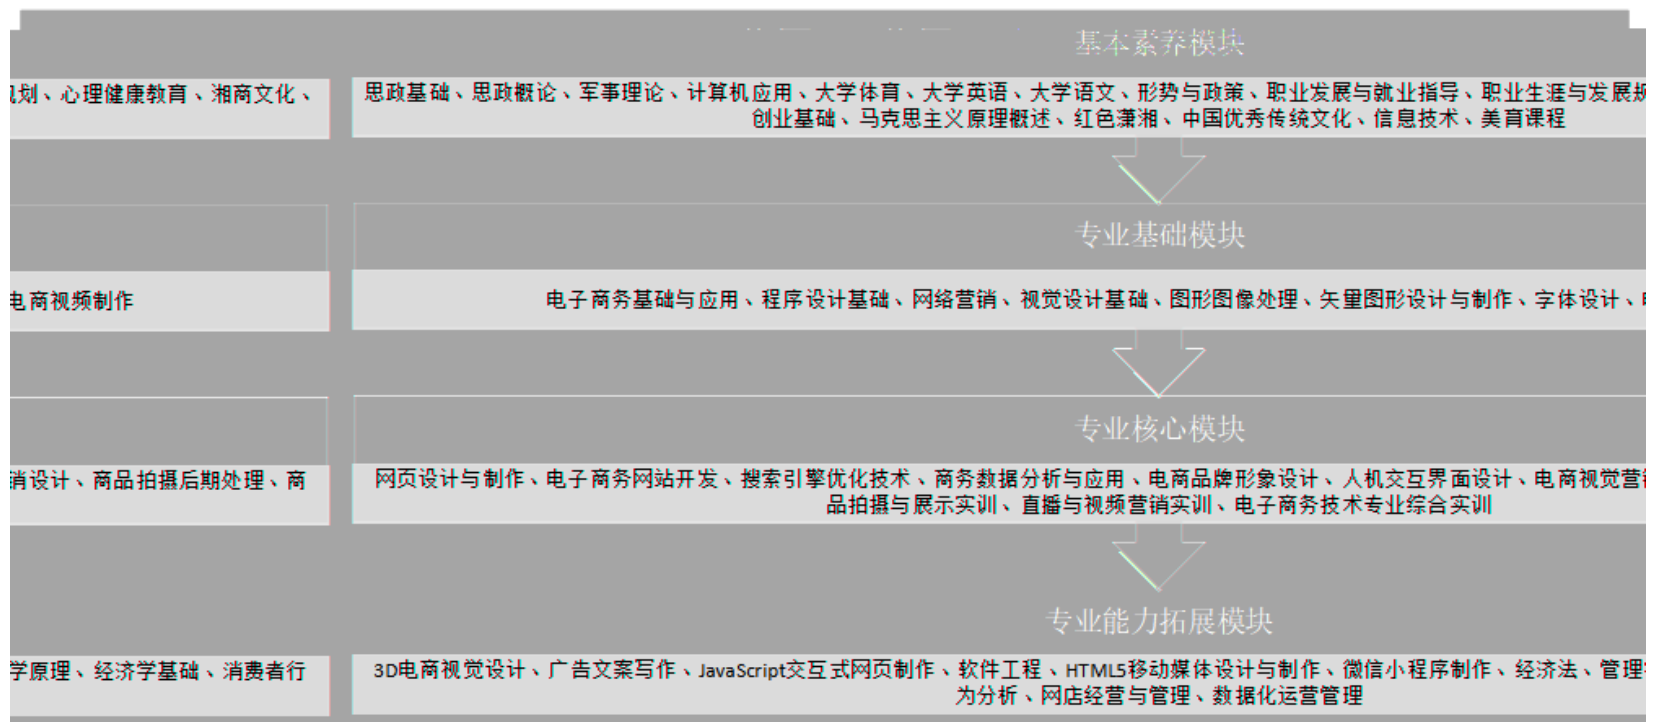 基本素养模块
划、心理健康教育、湘商文化、
思政基础、思政概论、军事理论、计算机应用、大学体育、大学英语、大学语文、形势与政策、职业发展与就业指导、职业生涯与发展规
创业基础、马克思主义原理概述、红色潇湘、中国优秀传统文化、信息技术、美育课程
专业基础模块
电商视频制作
电子商务基础与应用、程序设计基础、网络营销、视觉设计基础、图形图像处理、矢量图形设计与制作、字体设计、
专业核心模块
销设计、商品拍摄后期处理、商
网页设计与制作、电子商务网站开发、搜索引擎优化技术、商务数据分析与应用、电商品牌形象设计、人机交互界面设计、电商视觉营
品拍摄与展示实训、直播与视频营销实训、电子商务技术专业综合实训
专业能力拓展模块
学原理、经济学基础、消费者行
3D电商视觉设计、广告文案写作、JavaScript交互式网页制作、软件工程、HTML5移动媒体设计与制作、微信小程序制作、经济法、管理
为分析、网店经营与管理、数据化运营管理